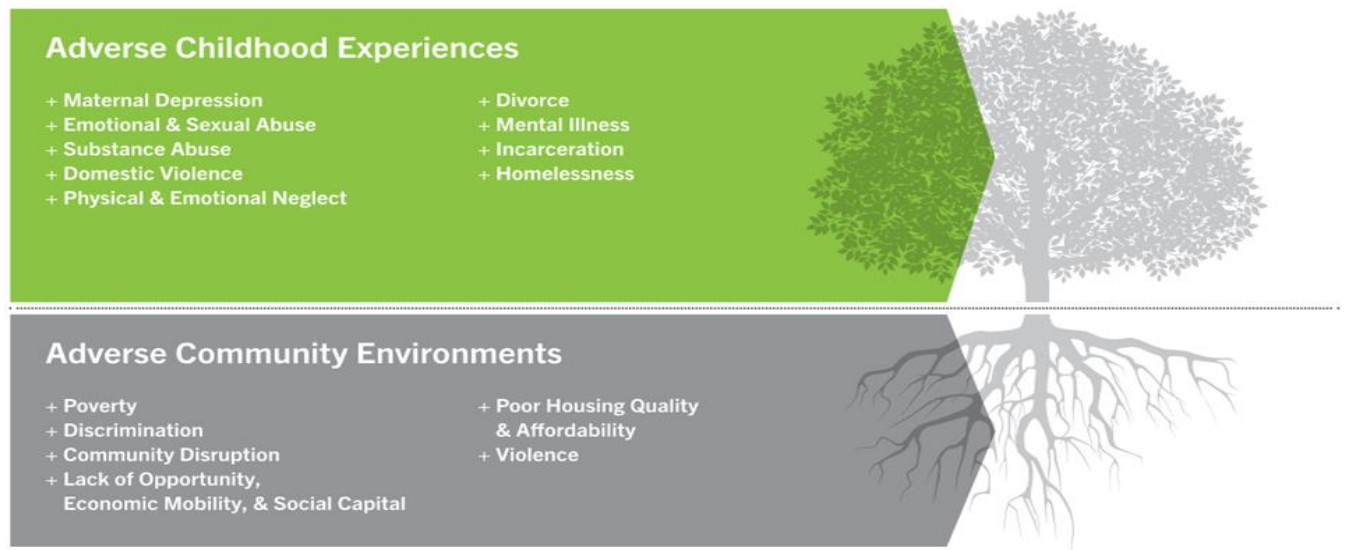 Adverse Childhood Experiences
+ Maternal Depression
+ Emotional & Sexual Abuse
+ Substance Abuse
+ Domestic Violence
+ Physical & Emotional Neglect
+ Divorce
+ Mental Illness
+ Incarceration
+ Homelessness
Adverse Community Environments
+ Poverty
+ Discrimination
+ Community Disruption
+ Lack of Opportunity,
Economic Mobility, & Social Capital
+ Poor Housing Quality
& Affordability
+ Violence